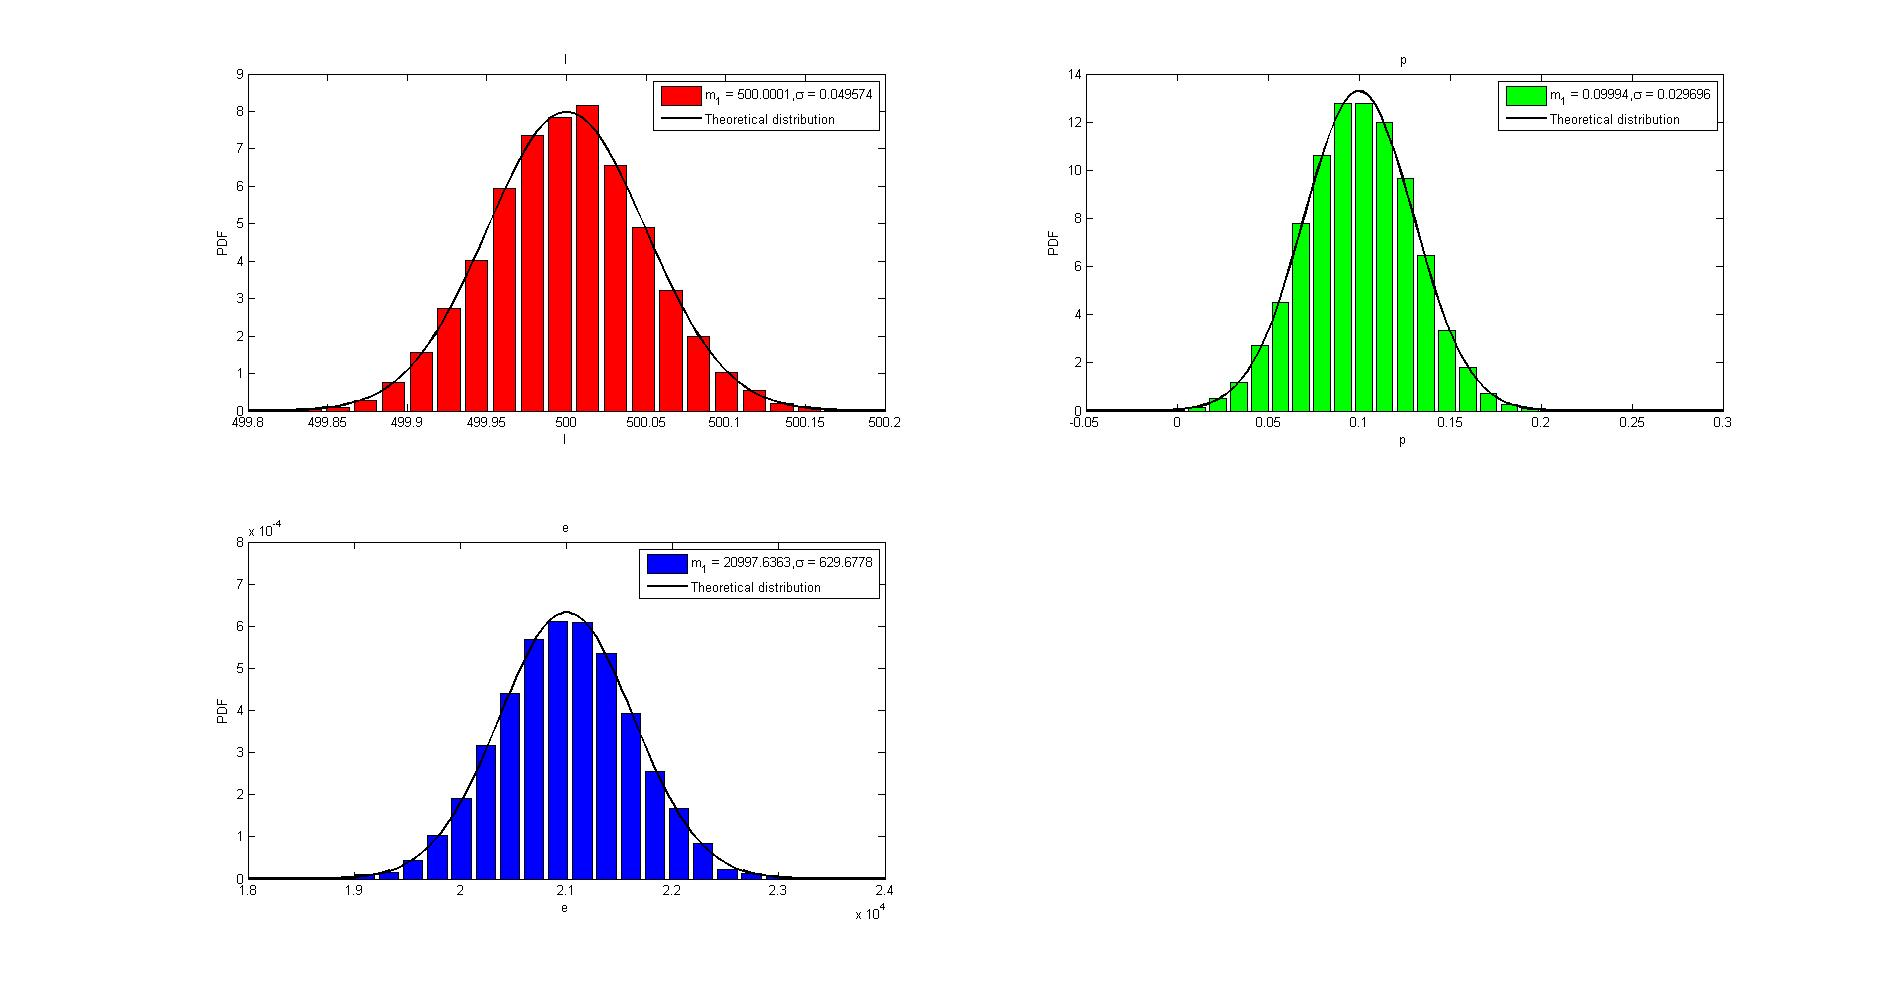 l
9
8
7
6
5
4
3
2
1
0
PDF
m1 = 500.0001,σ = 0.049574
Theoretical distribution
499.8 499.85 499.9 499.95 500 500.05 500.1 500.15 500.2
l
p
14
12
10
8
6
4
2
0
PDF
m1 = 0.09994,σ = 0.029696
Theoretical distribution
-0.05 0 0.05 0.1 0.15 0.2 0.25 0.3
p
e
x 10-4
8
7
6
5
4
3
2
1
0
PDF
m1 = 20997.6363,σ = 629.6778
Theoretical distribution
1.8 1.9 2 2.1 2.2 2.3 2.4
e
x 104